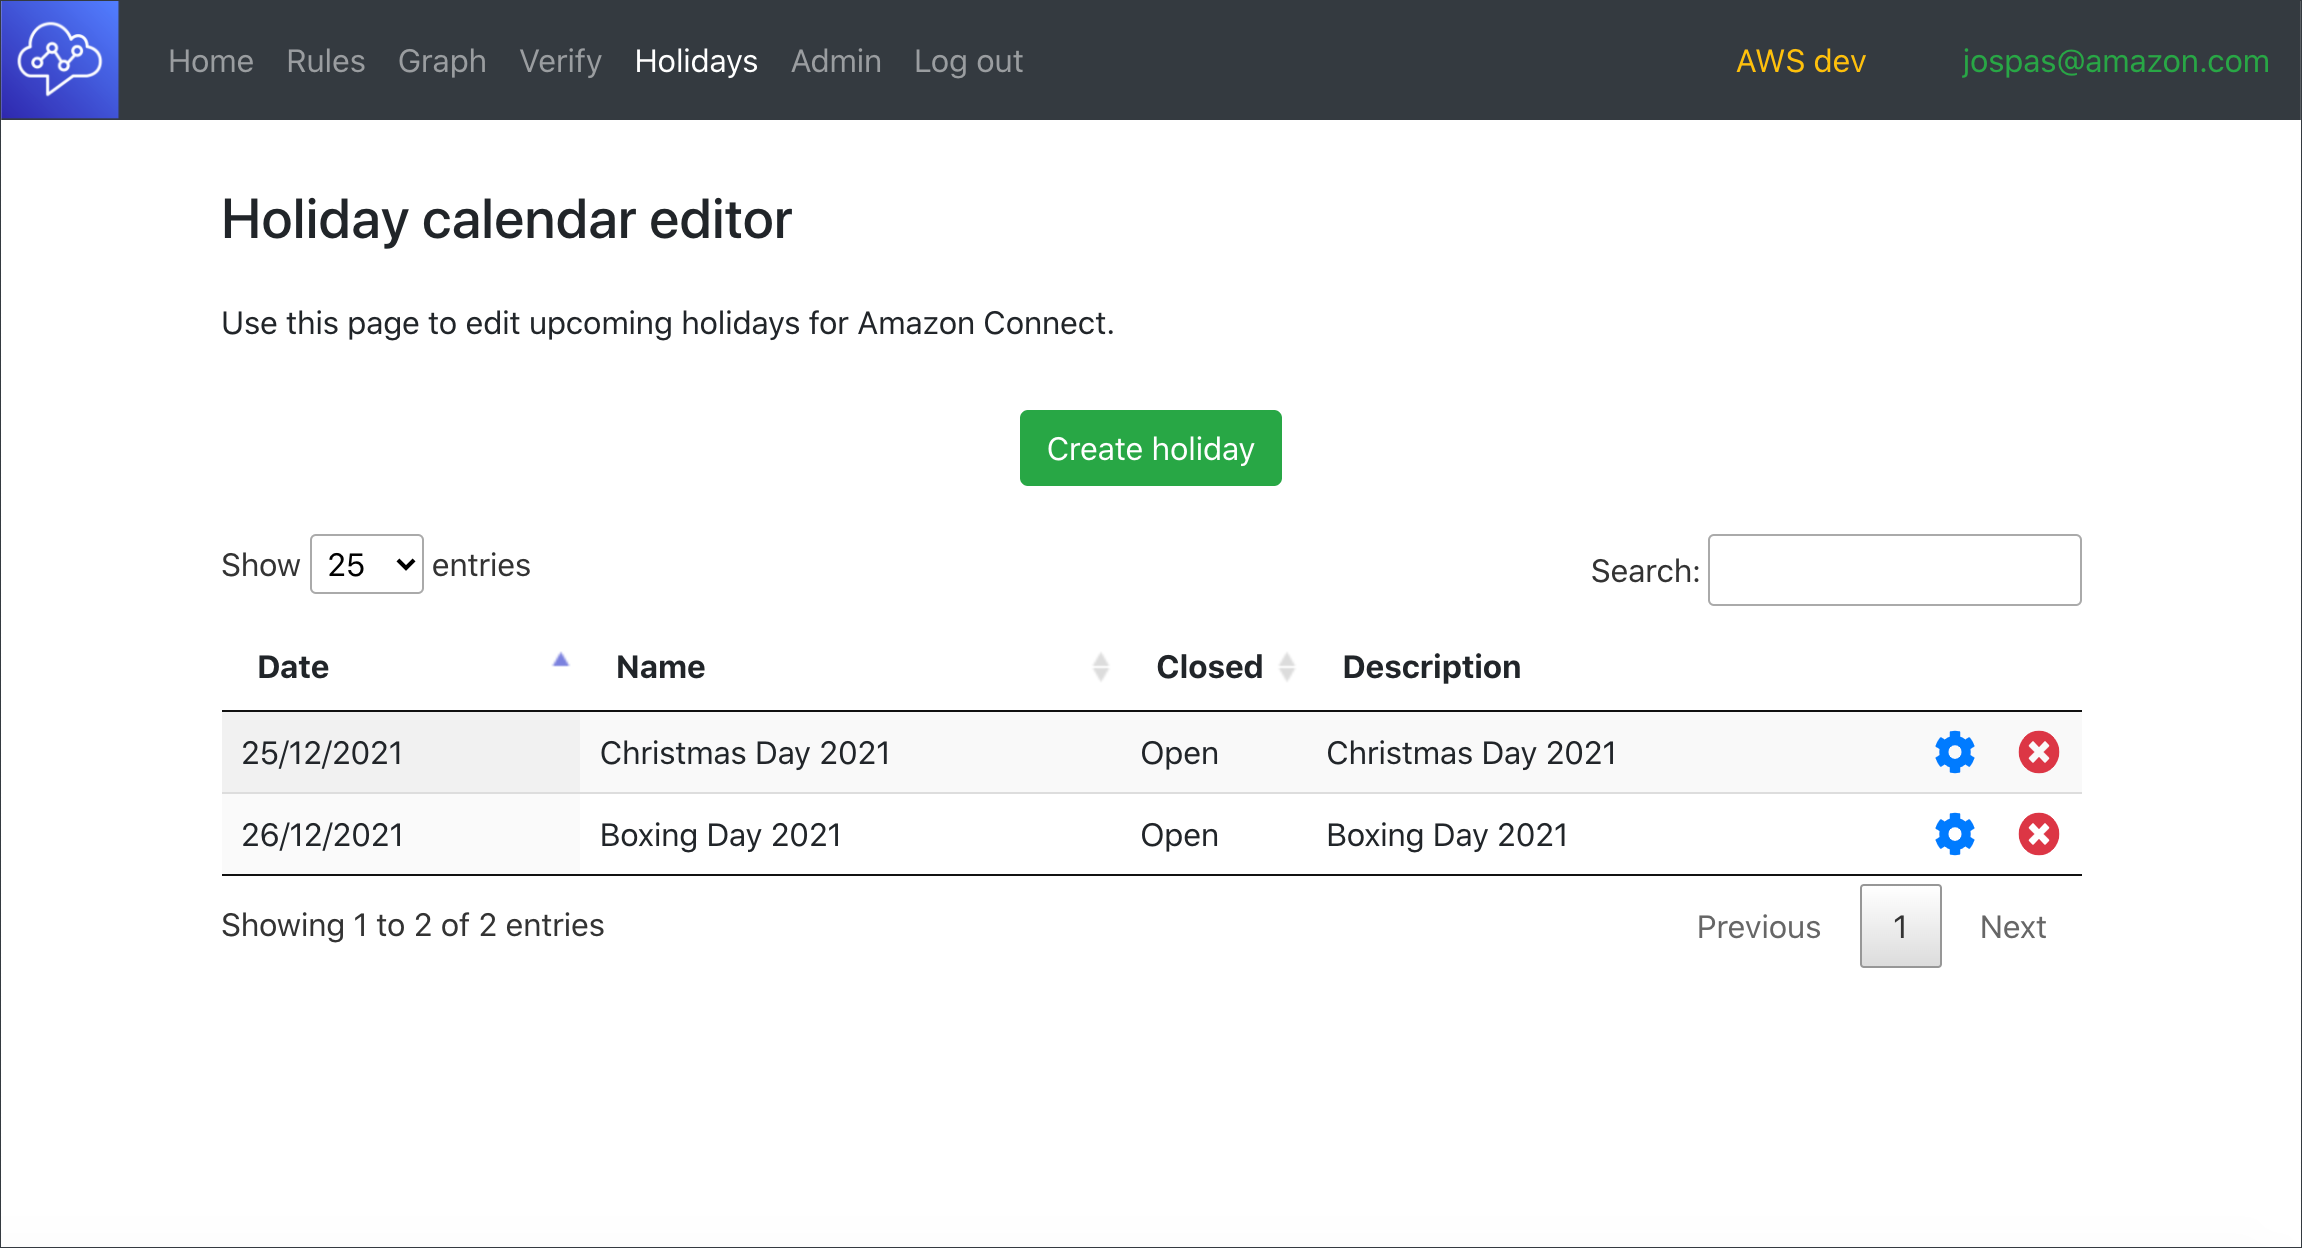 Home Rules Graph Verify Holidays Admin Log out AWS dev jospas@amazon.com
Holiday calendar editor
Use this page to edit upcoming holidays for Amazon Connect.
Create holiday
Show 25 entries Search:
Date Name Closed Description
25/12/2021 Christmas Day 2021 Open Christmas Day 2021
26/12/2021 Boxing Day 2021 Open Boxing Day 2021
Showing 1 to 2 of 2 entries Previous 1 Next